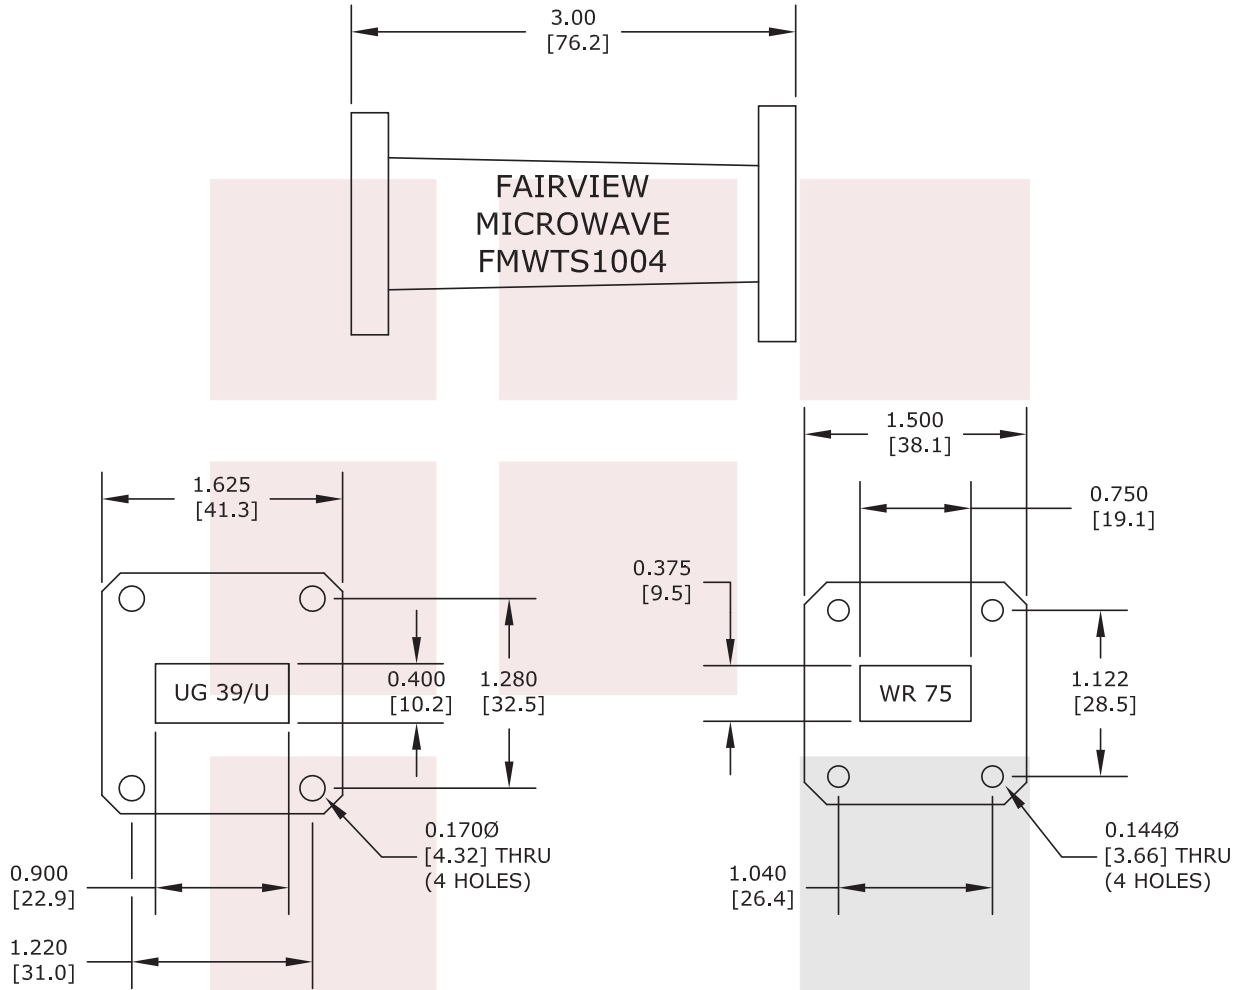 3.00
[76.2]
FAIRVIEW
MICROWAVE
FMWTS1004
1.500
[38.1]
1.625
[41.3]
0.750
[19.1]
0.375
[9.5]
UG 39/U
0.400
[10.2]
1.280
[32.5]
WR 75
1.122
[28.5]
0.170Ø
[4.32] THRU
(4 HOLES)
0.144Ø
[3.66] THRU
(4 HOLES)
0.900
[22.9]
1.040
[26.4]
1.220
[31.0]